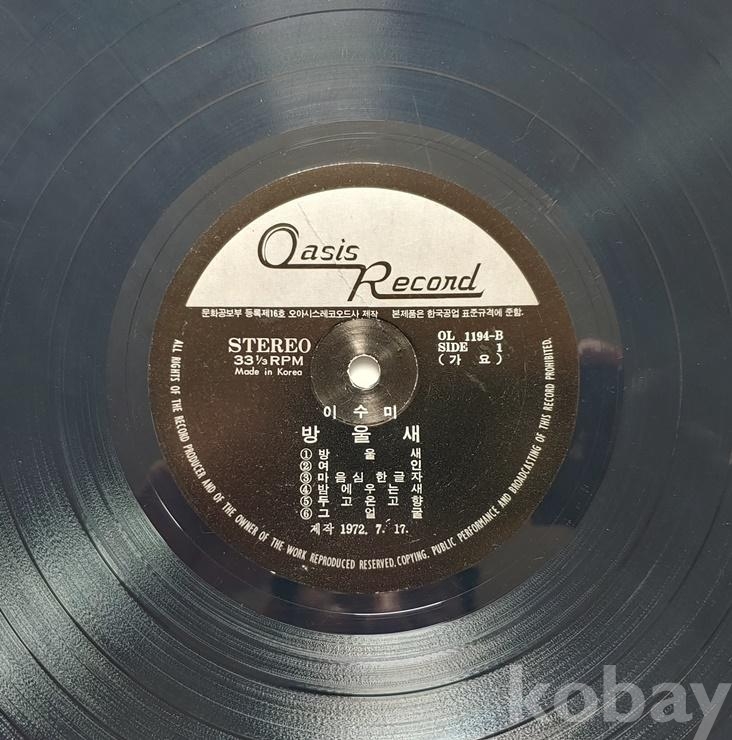 Oasis
Record
문화공보부 등록제16호 오아시스레코오드사 제작 본제품은 한국공업 표준규격에 준함.
STEREO
33⅓RPM
Made in Korea
OL 1194-B
SIDE 1
(가 요)
이 수 미
방 울 새
①방 울 새
②여 인
③마음심 한글자
④밤에우는새
⑤두고온고향
⑥그 일 을
제작 1972. 7. 17.
ALL RIGHTS OF THE RECORD PRODUCER AND OF THE OWNER OF THE WORK REPRODUCED RESERVED. COPYING. PUBLIC PERFORMANCE AND BROADCASTING OF THIS RECORD PROHIBITED.
kobay